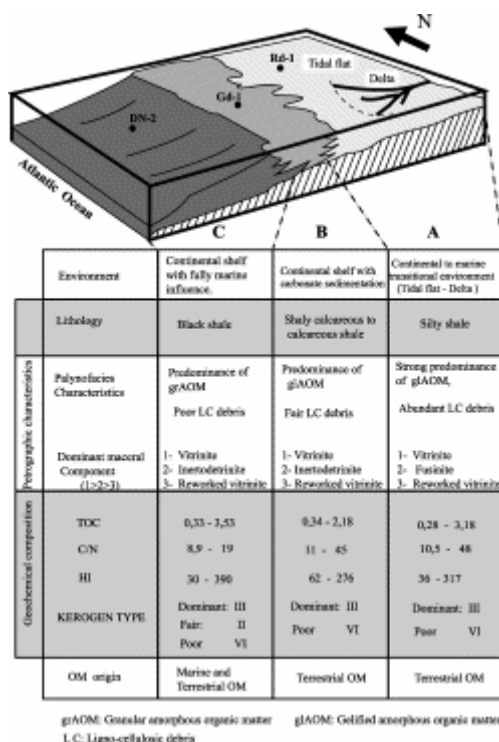 N
Rd-1
Tidal flat
Delta
Gd-1
DN-2
Atlantic Ocean
C B A
Environment
Continental shelf
with fully marine
influence.
Continental shelf with
carbonate sedimentation
Continental to marine
transitional environment
(Tidal flat - Delta )
Lithology
Black shale
Shaly calcareous to
calcareous shale
Silty shale
Petrographic characteristics
Palynofacies
Characteristics
Predominance of
grAOM
Poor LC debris
Predominance of
glAOM
Fair LC debris
Strong predominance
of glAOM,
Abundant LC debris
Dominant maceral
Component
(1>2>3)
1- Vitrinite
2- Inertodetrinite
3- Reworked vitrinite
1- Vitrinite
2- Inertodetrinite
3- Reworked vitrinite
1- Vitrinite
2- Fusinite
3- Reworked vitrinite
Geochemical composition
TOC 0,33 - 3,53 0,34 - 2,18 0,28 - 3,18
C/N 8,9 - 19 11 - 45 10,5 - 48
HI 30 - 390 62 - 276 36 - 317
KEROGEN TYPE
Dominant: III
Fair: II
Poor VI
Dominant: III
Poor VI
Dominant: III
Poor VI
OM origin
Marine and
Terrestrial OM
Terrestrial OM
Terrestrial OM
grAOM: Granular amorphous organic matter glAOM: Gelified amorphous organic matter
L C: Ligno-cellulosic debris